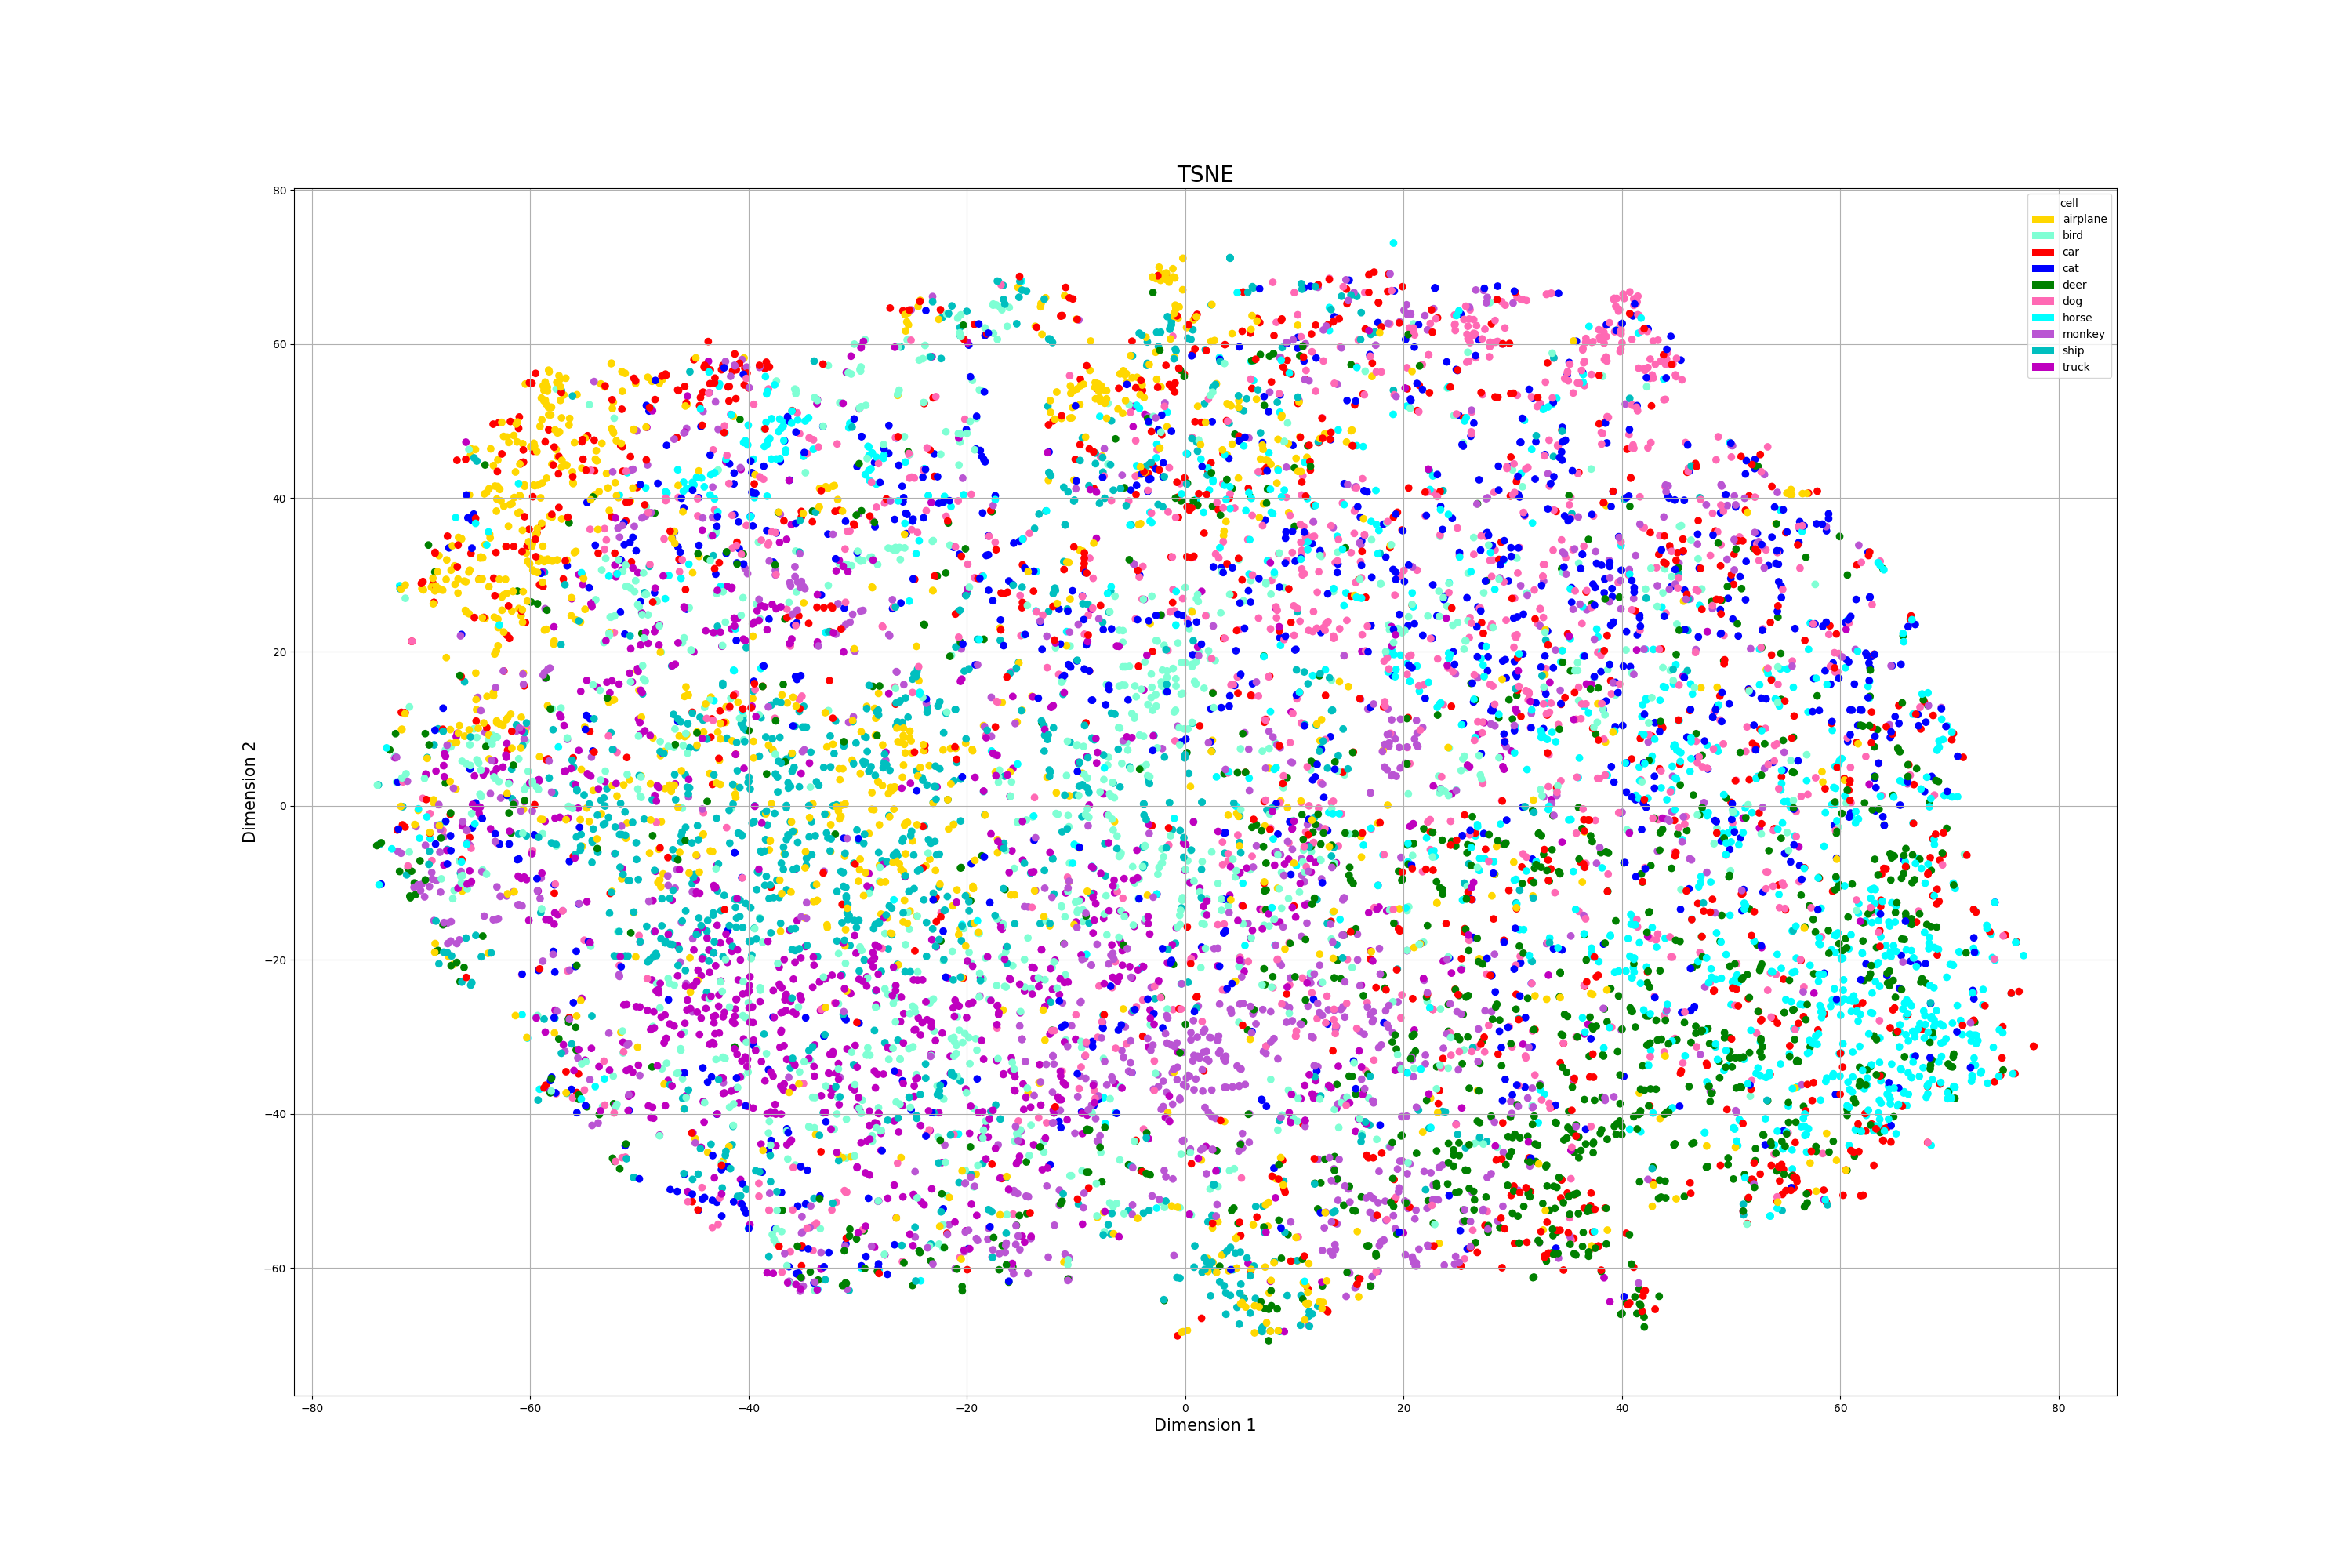 TSNE
80
60
40
20
0
−20
−40
−60
Dimension 2
−80
−60
−40
−20
0
20
40
60
80
Dimension 1
cell
airplane
bird
car
cat
deer
dog
horse
monkey
ship
truck